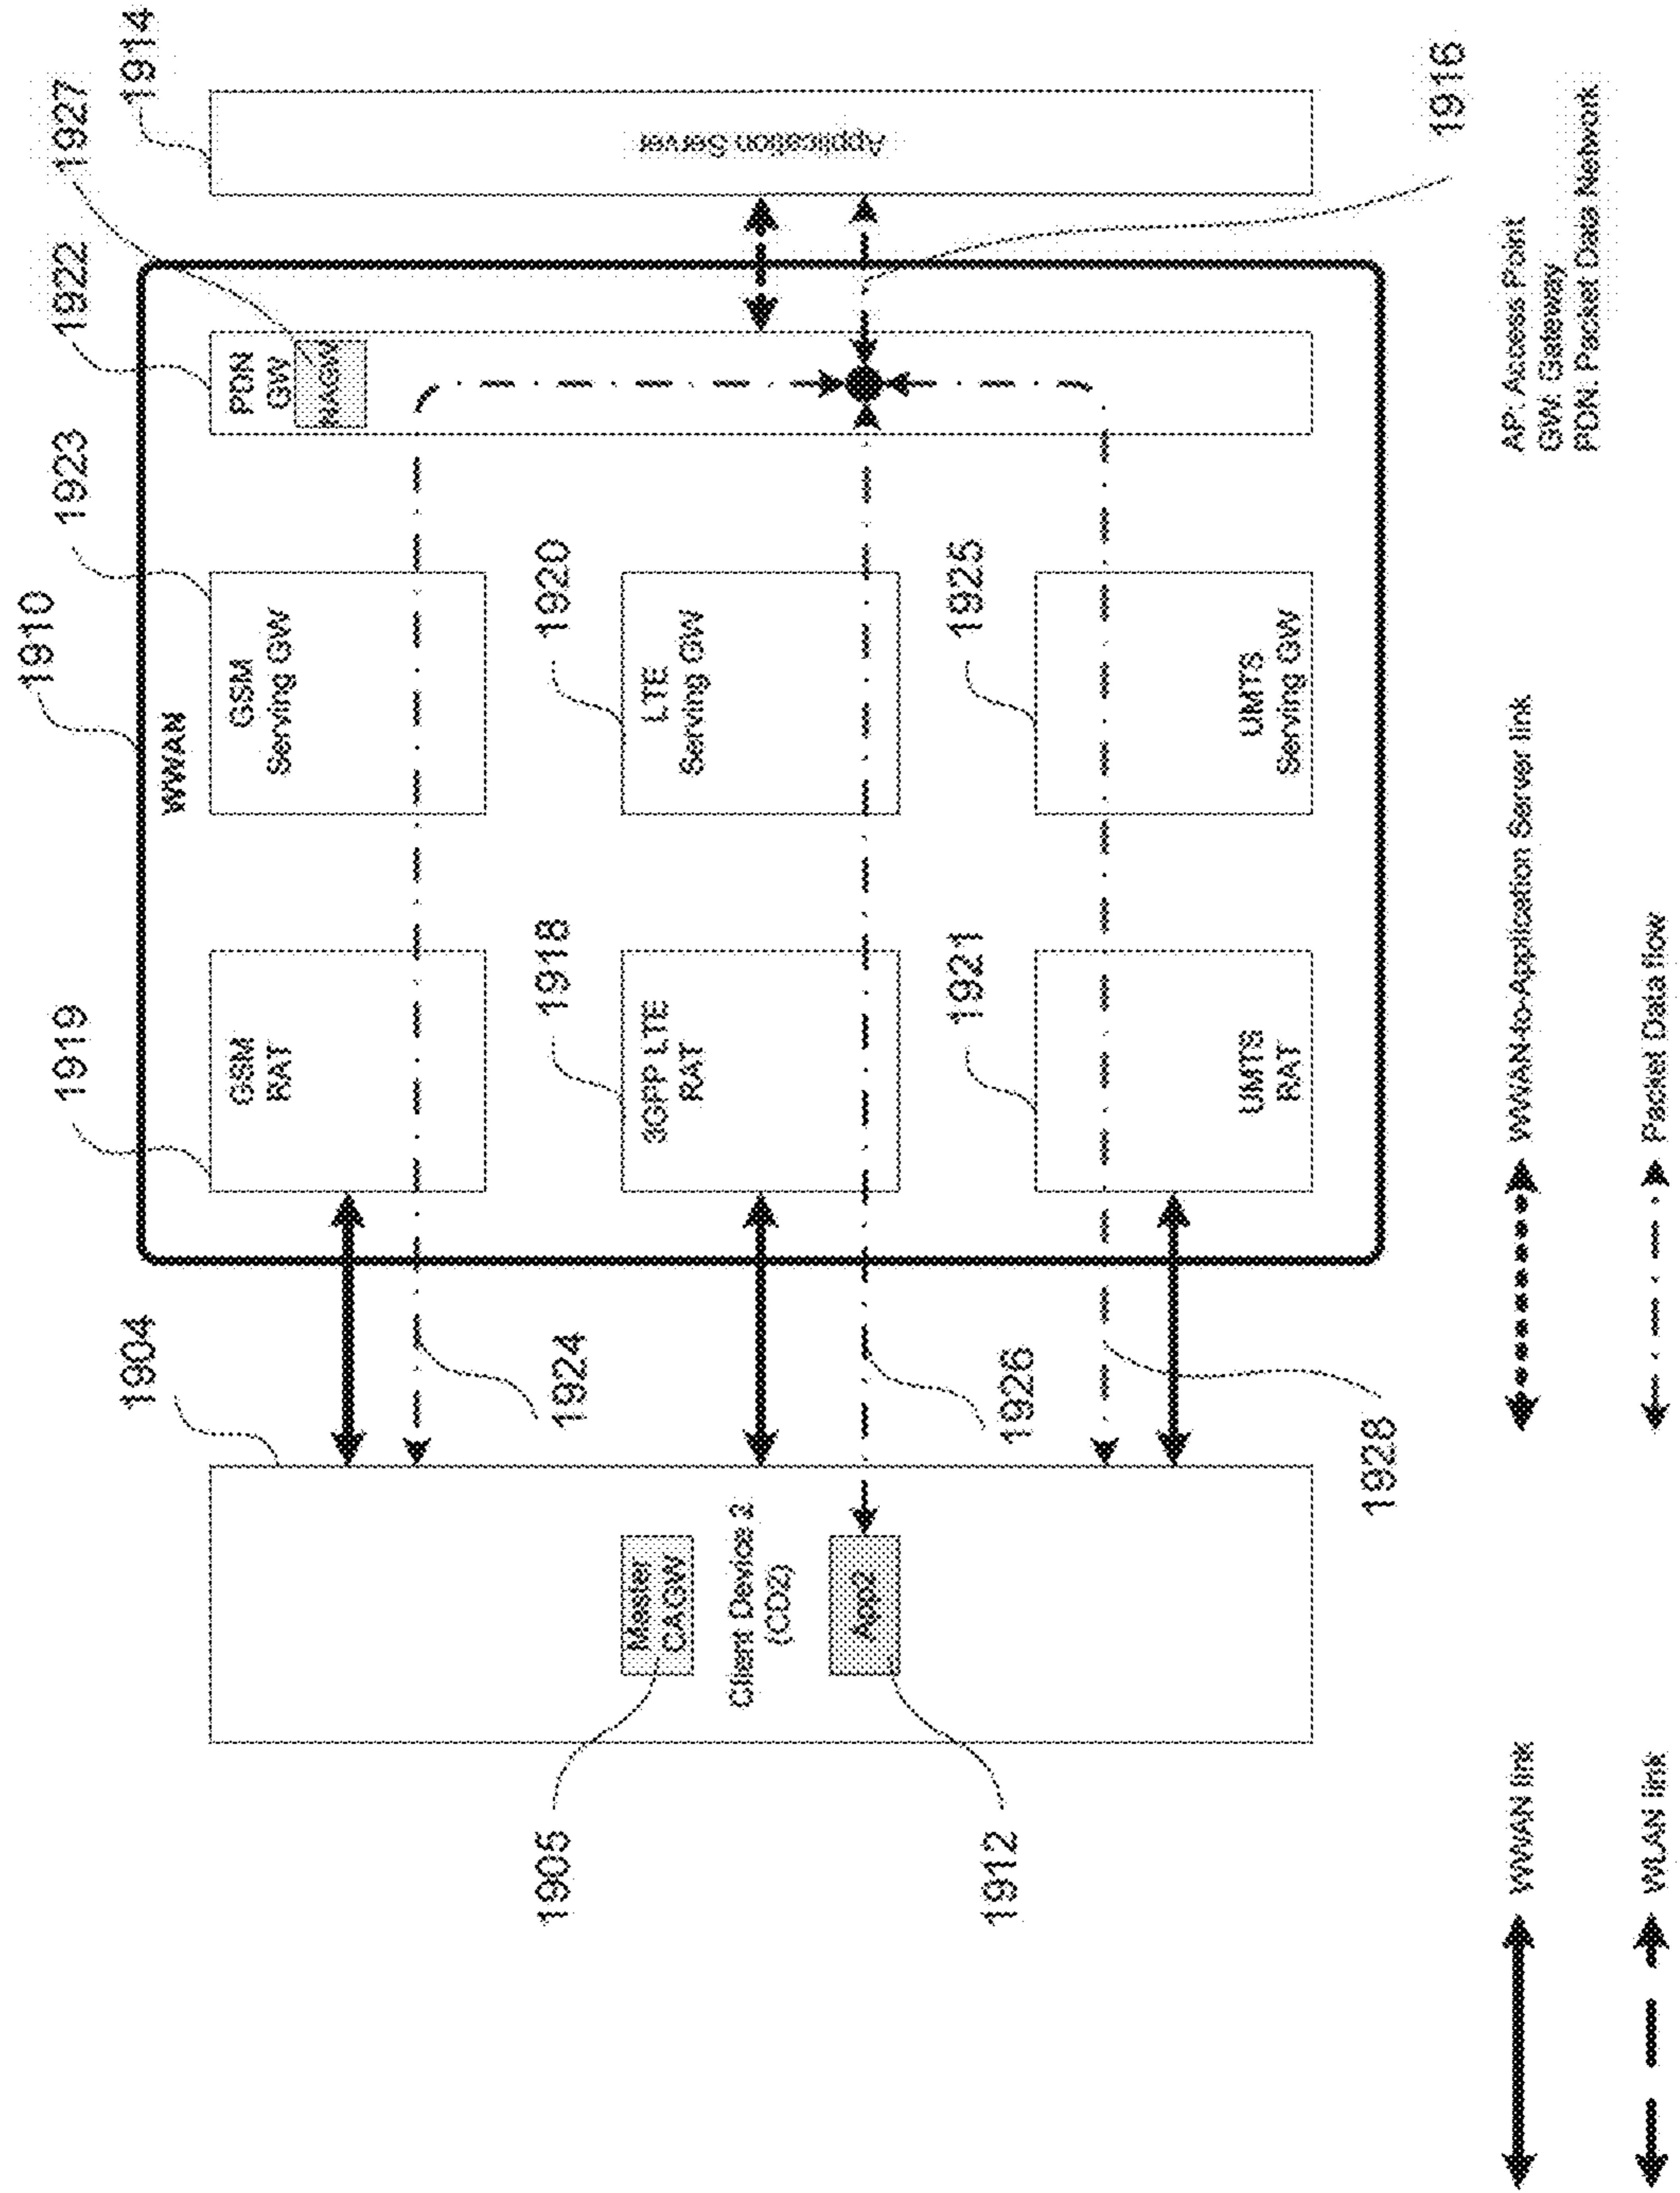 1910
1919
1923
1922
1927
1904
1914
WWAN
GSM
RAT
GSM
Serving GW
PDN
GW
NAGW
1924
1918
1920
Application Server
1905
Master
CAGW
3GPP LTE
RAT
LTE
Serving GW
Client Device 2
(CD2)
App2
1912
1926
1921
1925
UMTS
RAT
UMTS
Serving GW
1928
1916
WWAN link
WWAN-to-Application Server link
AP: Access Point
GW: Gateway
PDN: Packet Data Network
WLAN link
Packet Data flow